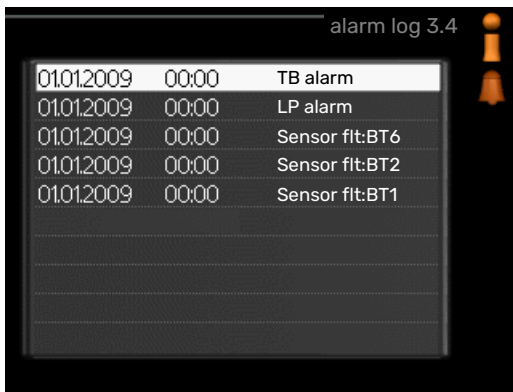 alarm log 3.4
01.01.2009 00:00 TB alarm
01.01.2009 00:00 LP alarm
01.01.2009 00:00 Sensor flt:BT6
01.01.2009 00:00 Sensor flt:BT2
01.01.2009 00:00 Sensor flt:BT1